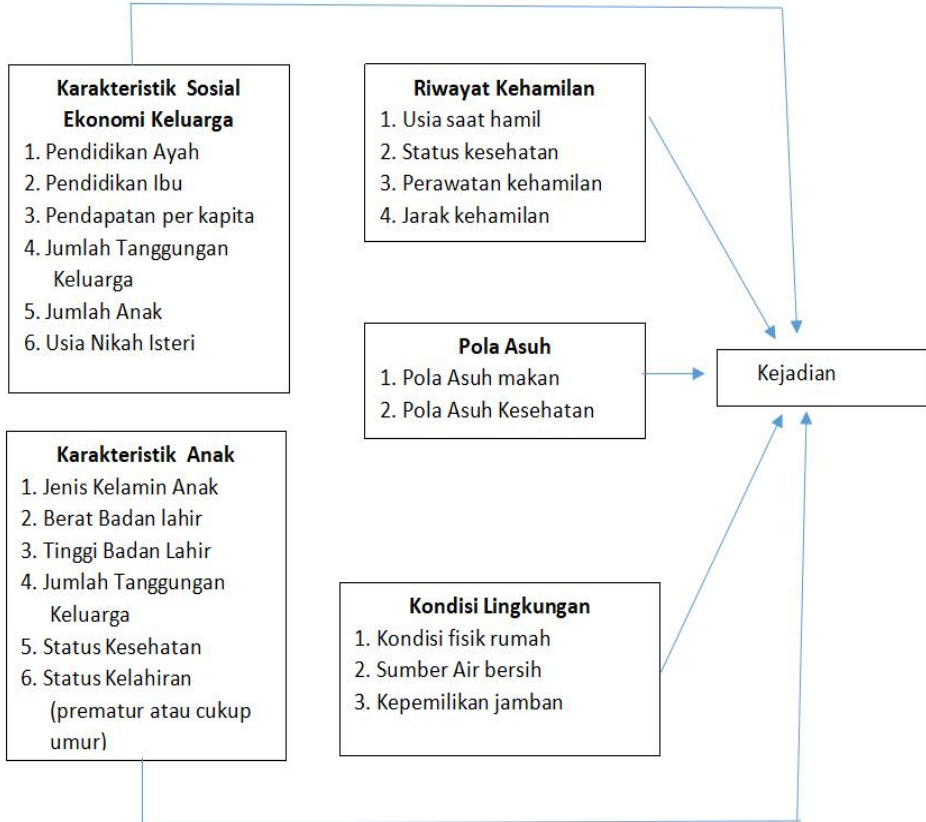 Karakteristik Sosial
Ekonomi Keluarga
1. Pendidikan Ayah
2. Pendidikan Ibu
3. Pendapatan per kapita
4. Jumlah Tanggungan
Keluarga
5. Jumlah Anak
6. Usia Nikah Isteri
Karakteristik Anak
1. Jenis Kelamin Anak
2. Berat Badan lahir
3. Tinggi Badan Lahir
4. Jumlah Tanggungan
Keluarga
5. Status Kesehatan
6. Status Kelahiran
(prematur atau cukup
umur)
Riwayat Kehamilan
1. Usia saat hamil
2. Status kesehatan
3. Perawatan kehamilan
4. Jarak kehamilan
Pola Asuh
1. Pola Asuh makan
2. Pola Asuh Kesehatan
Kondisi Lingkungan
1. Kondisi fisik rumah
2. Sumber Air bersih
3. Kepemilikan jamban
Kejadian